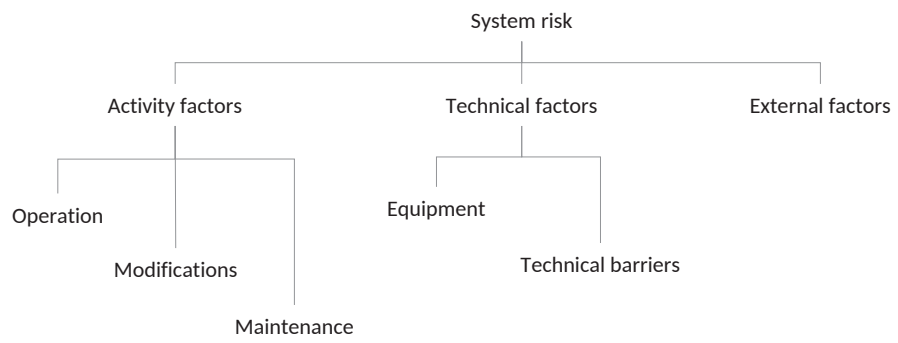 System risk
Activity factors
Technical factors
External factors
Operation
Equipment
Modifications
Technical barriers
Maintenance